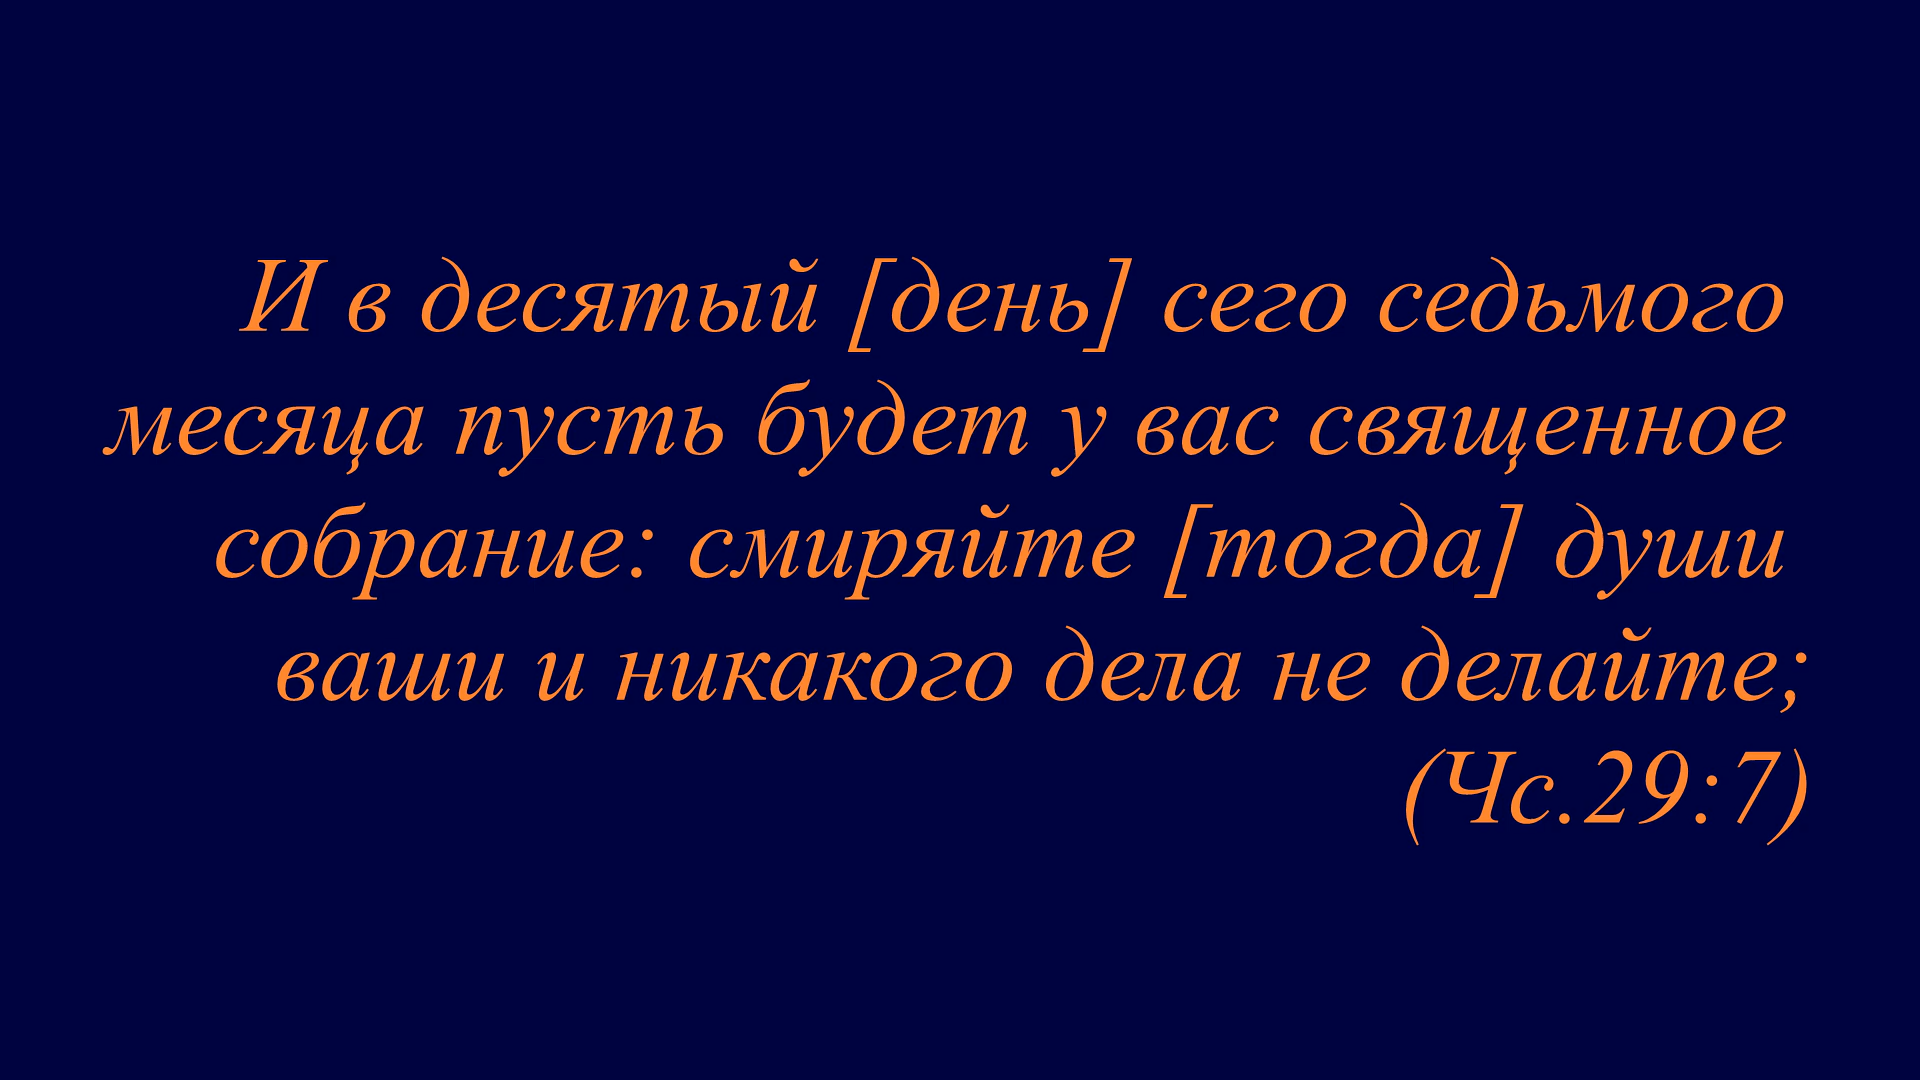 И в десятый [день] сего седьмого
месяца пусть будет у вас священное
собрание: смиряйте [тогда] души
ваши и никакого дела не делайте;
(Чс.29:7)